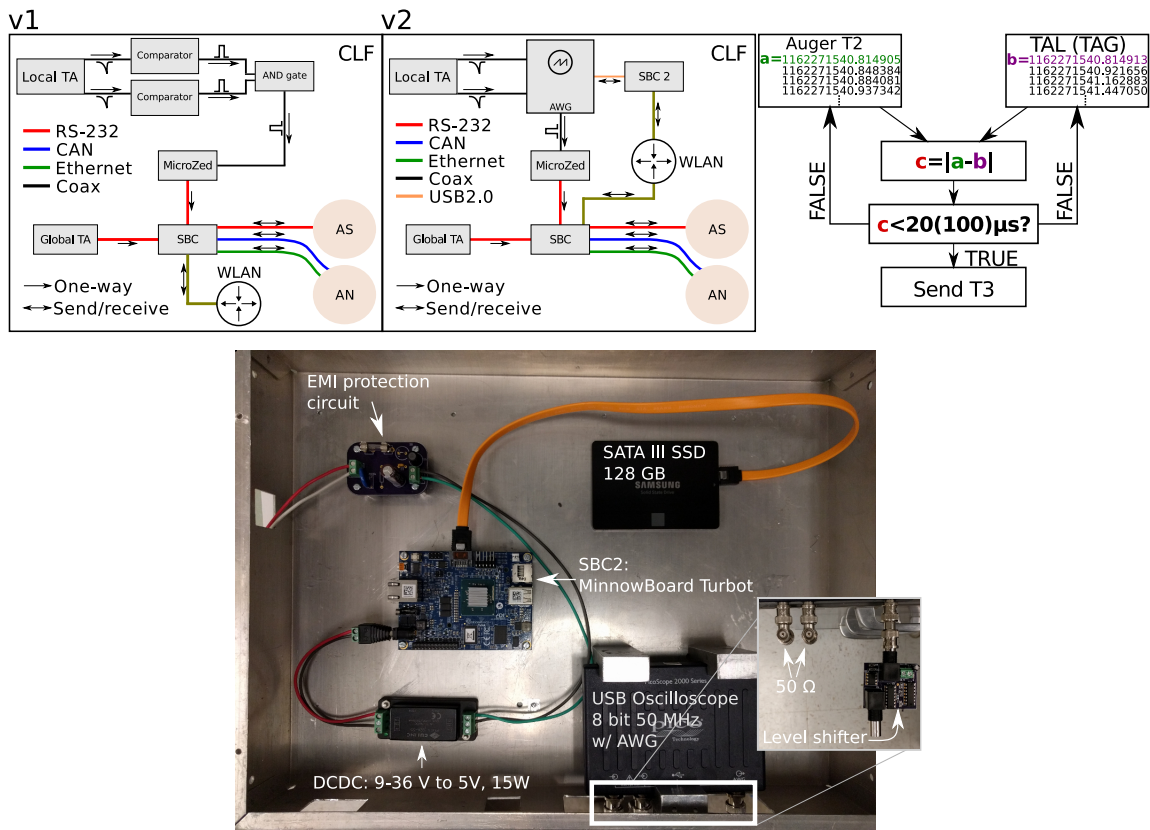 v1
CLF
Local TA
Comparator
Comparator
AND gate
RS-232
CAN
Ethernet
Coax
MicroZed
Global TA
SBC
AS
AN
WLAN
One-way
Send/receive
v2
CLF
Local TA
AWG
SBC 2
RS-232
CAN
Ethernet
Coax
USB2.0
MicroZed
WLAN
Global TA
SBC
AS
AN
One-way
Send/receive
Auger T2
a=1162271540.814905
1162271540.848384
1162271540.884081
1162271540.937342
TAL (TAG)
b=1162271540.814913
1162271540.921656
1162271541.162883
1162271541.447050
c=|a-b|
FALSE
FALSE
c<20(100)μs?
TRUE
Send T3
EMI protection
circuit
SATA III SSD
128 GB
SAMSUNG
SBC2:
MinnowBoard Turbot
USB Oscilloscope
8 bit 50 MHz
w/ AWG
PicoScope 2000 Series
pico
Technology
DCDC: 9-36 V to 5V, 15W
50 Ω
Level shifter